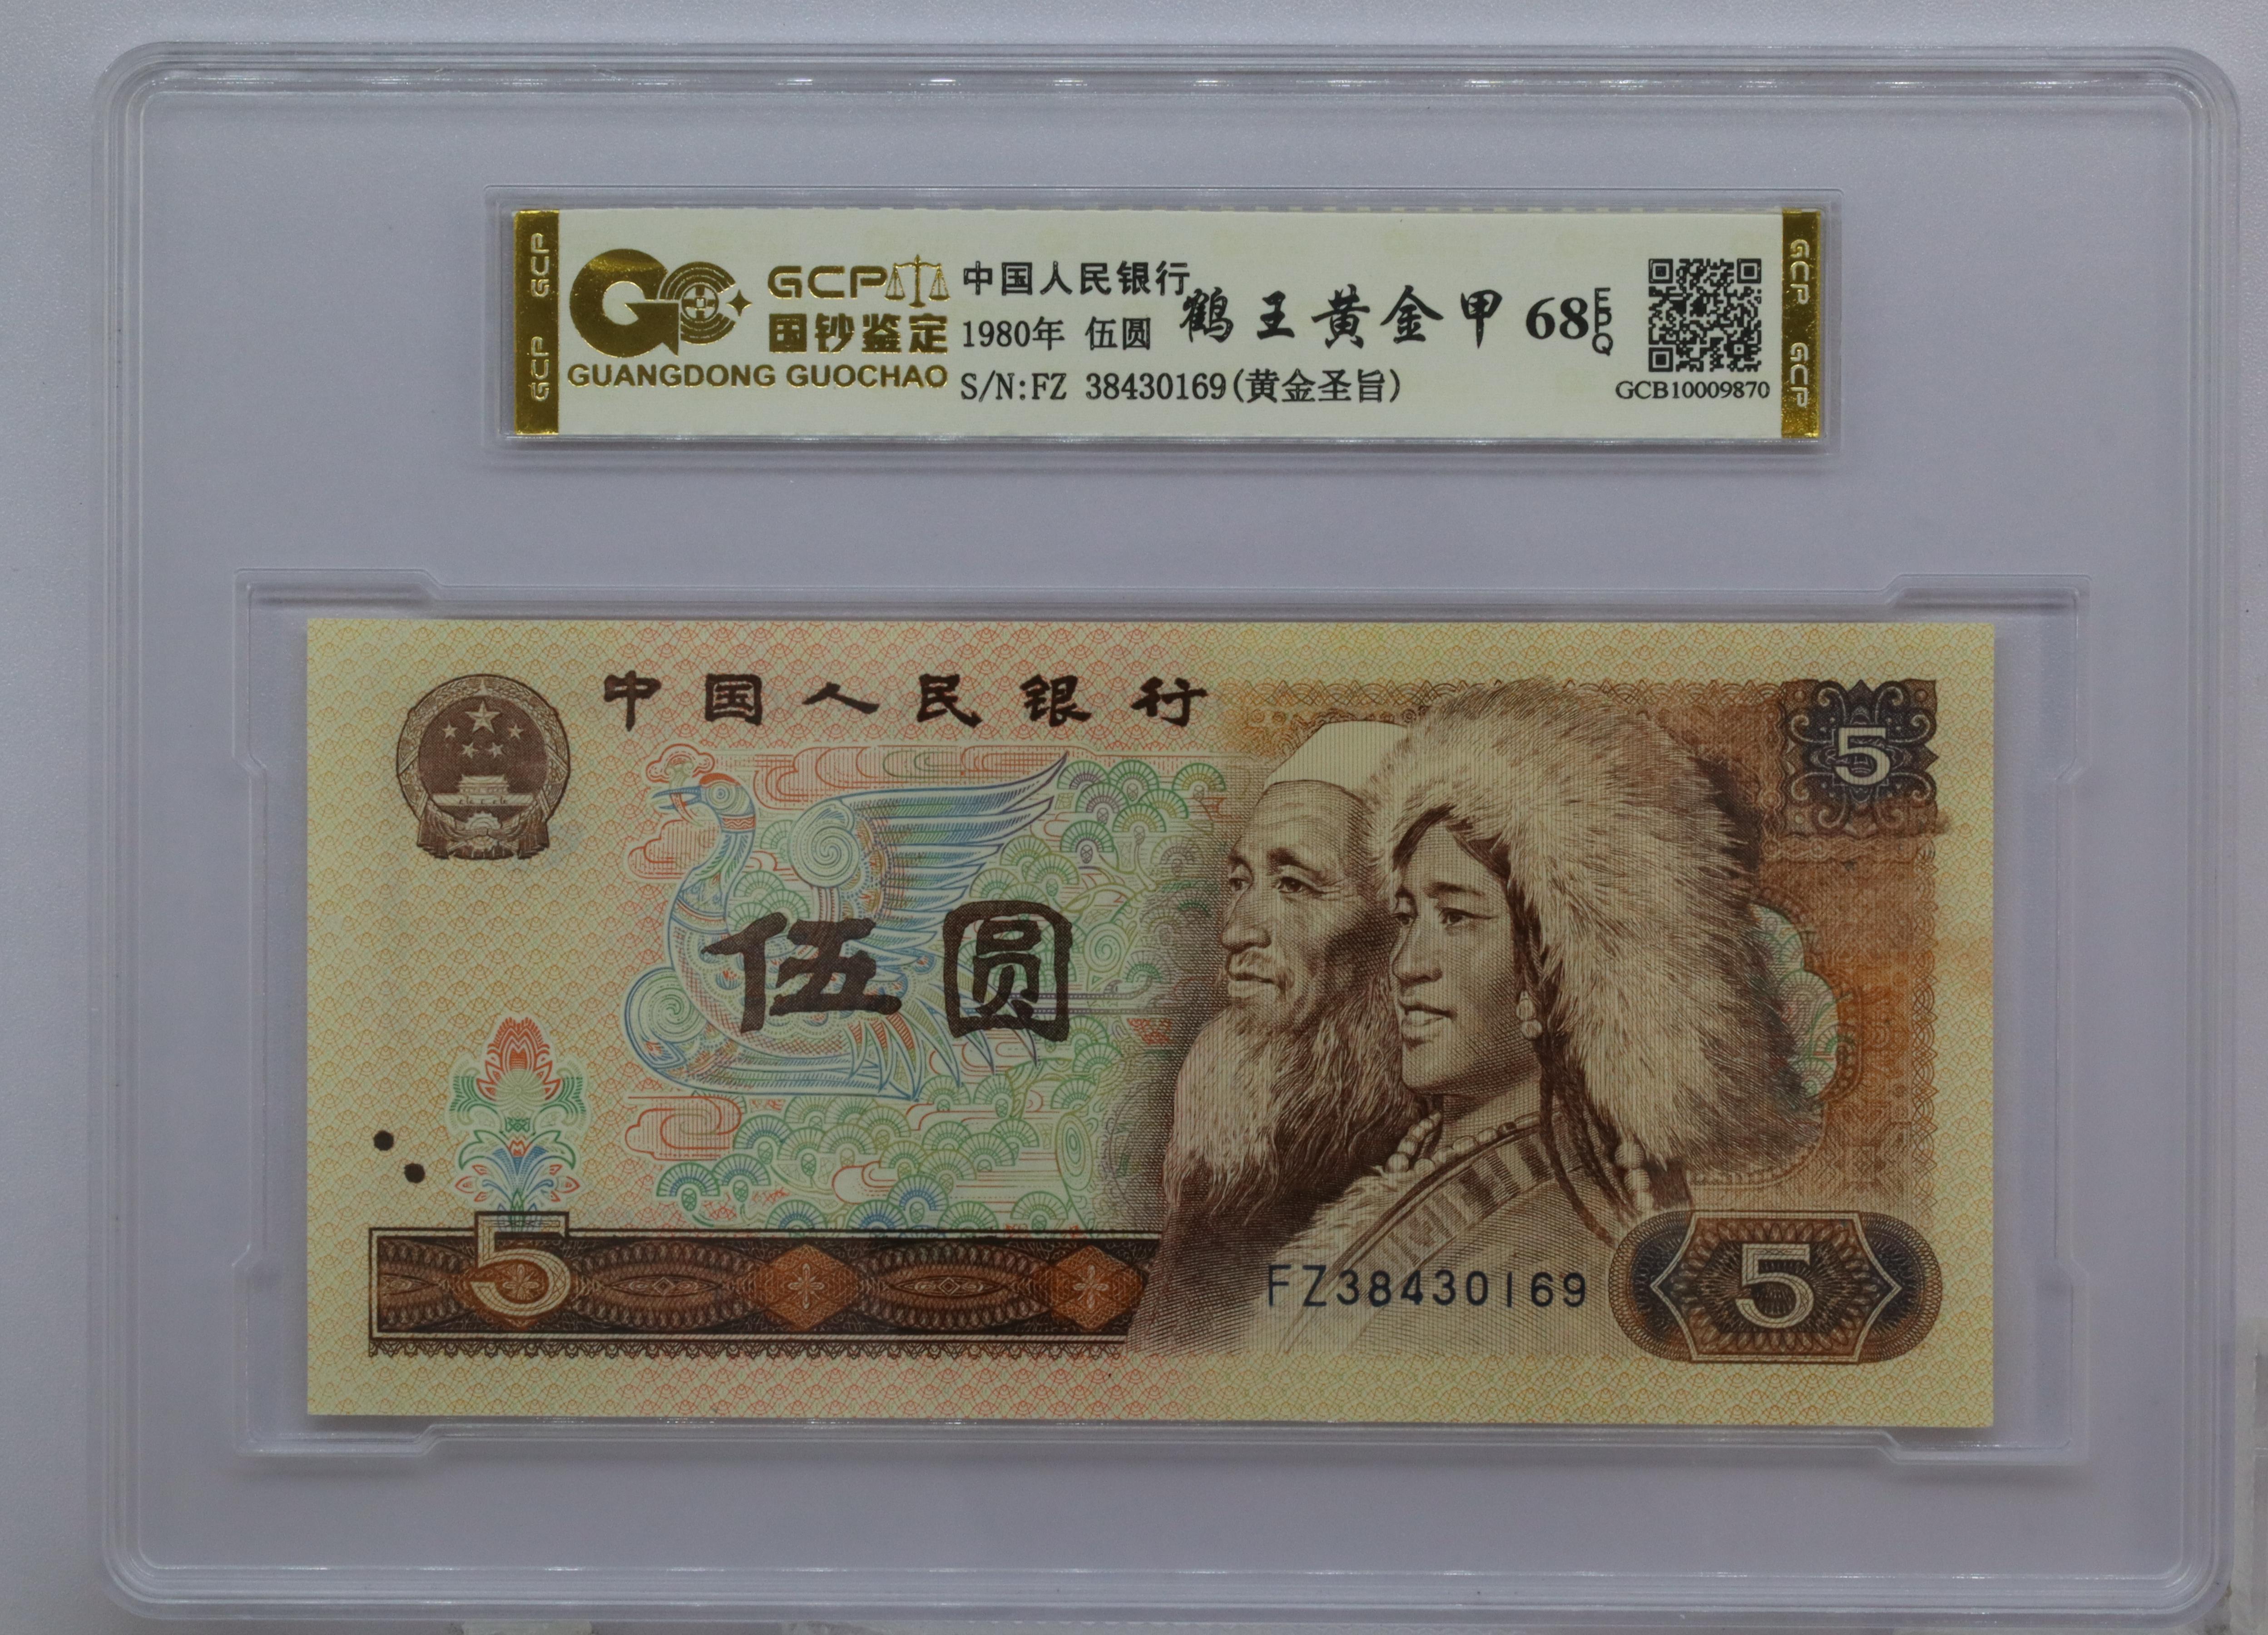 GCP GCP
GCP
国钞鉴定
GUANGDONG GUOCHAO
中国人民银行
1980年 伍圆
S/N:FZ 38430169(黄金圣旨)
鹤王黄金甲 68 EPQ
GCB10009870
GCP GCP
中国人民银行
5
伍圆
5
FZ38430169
5